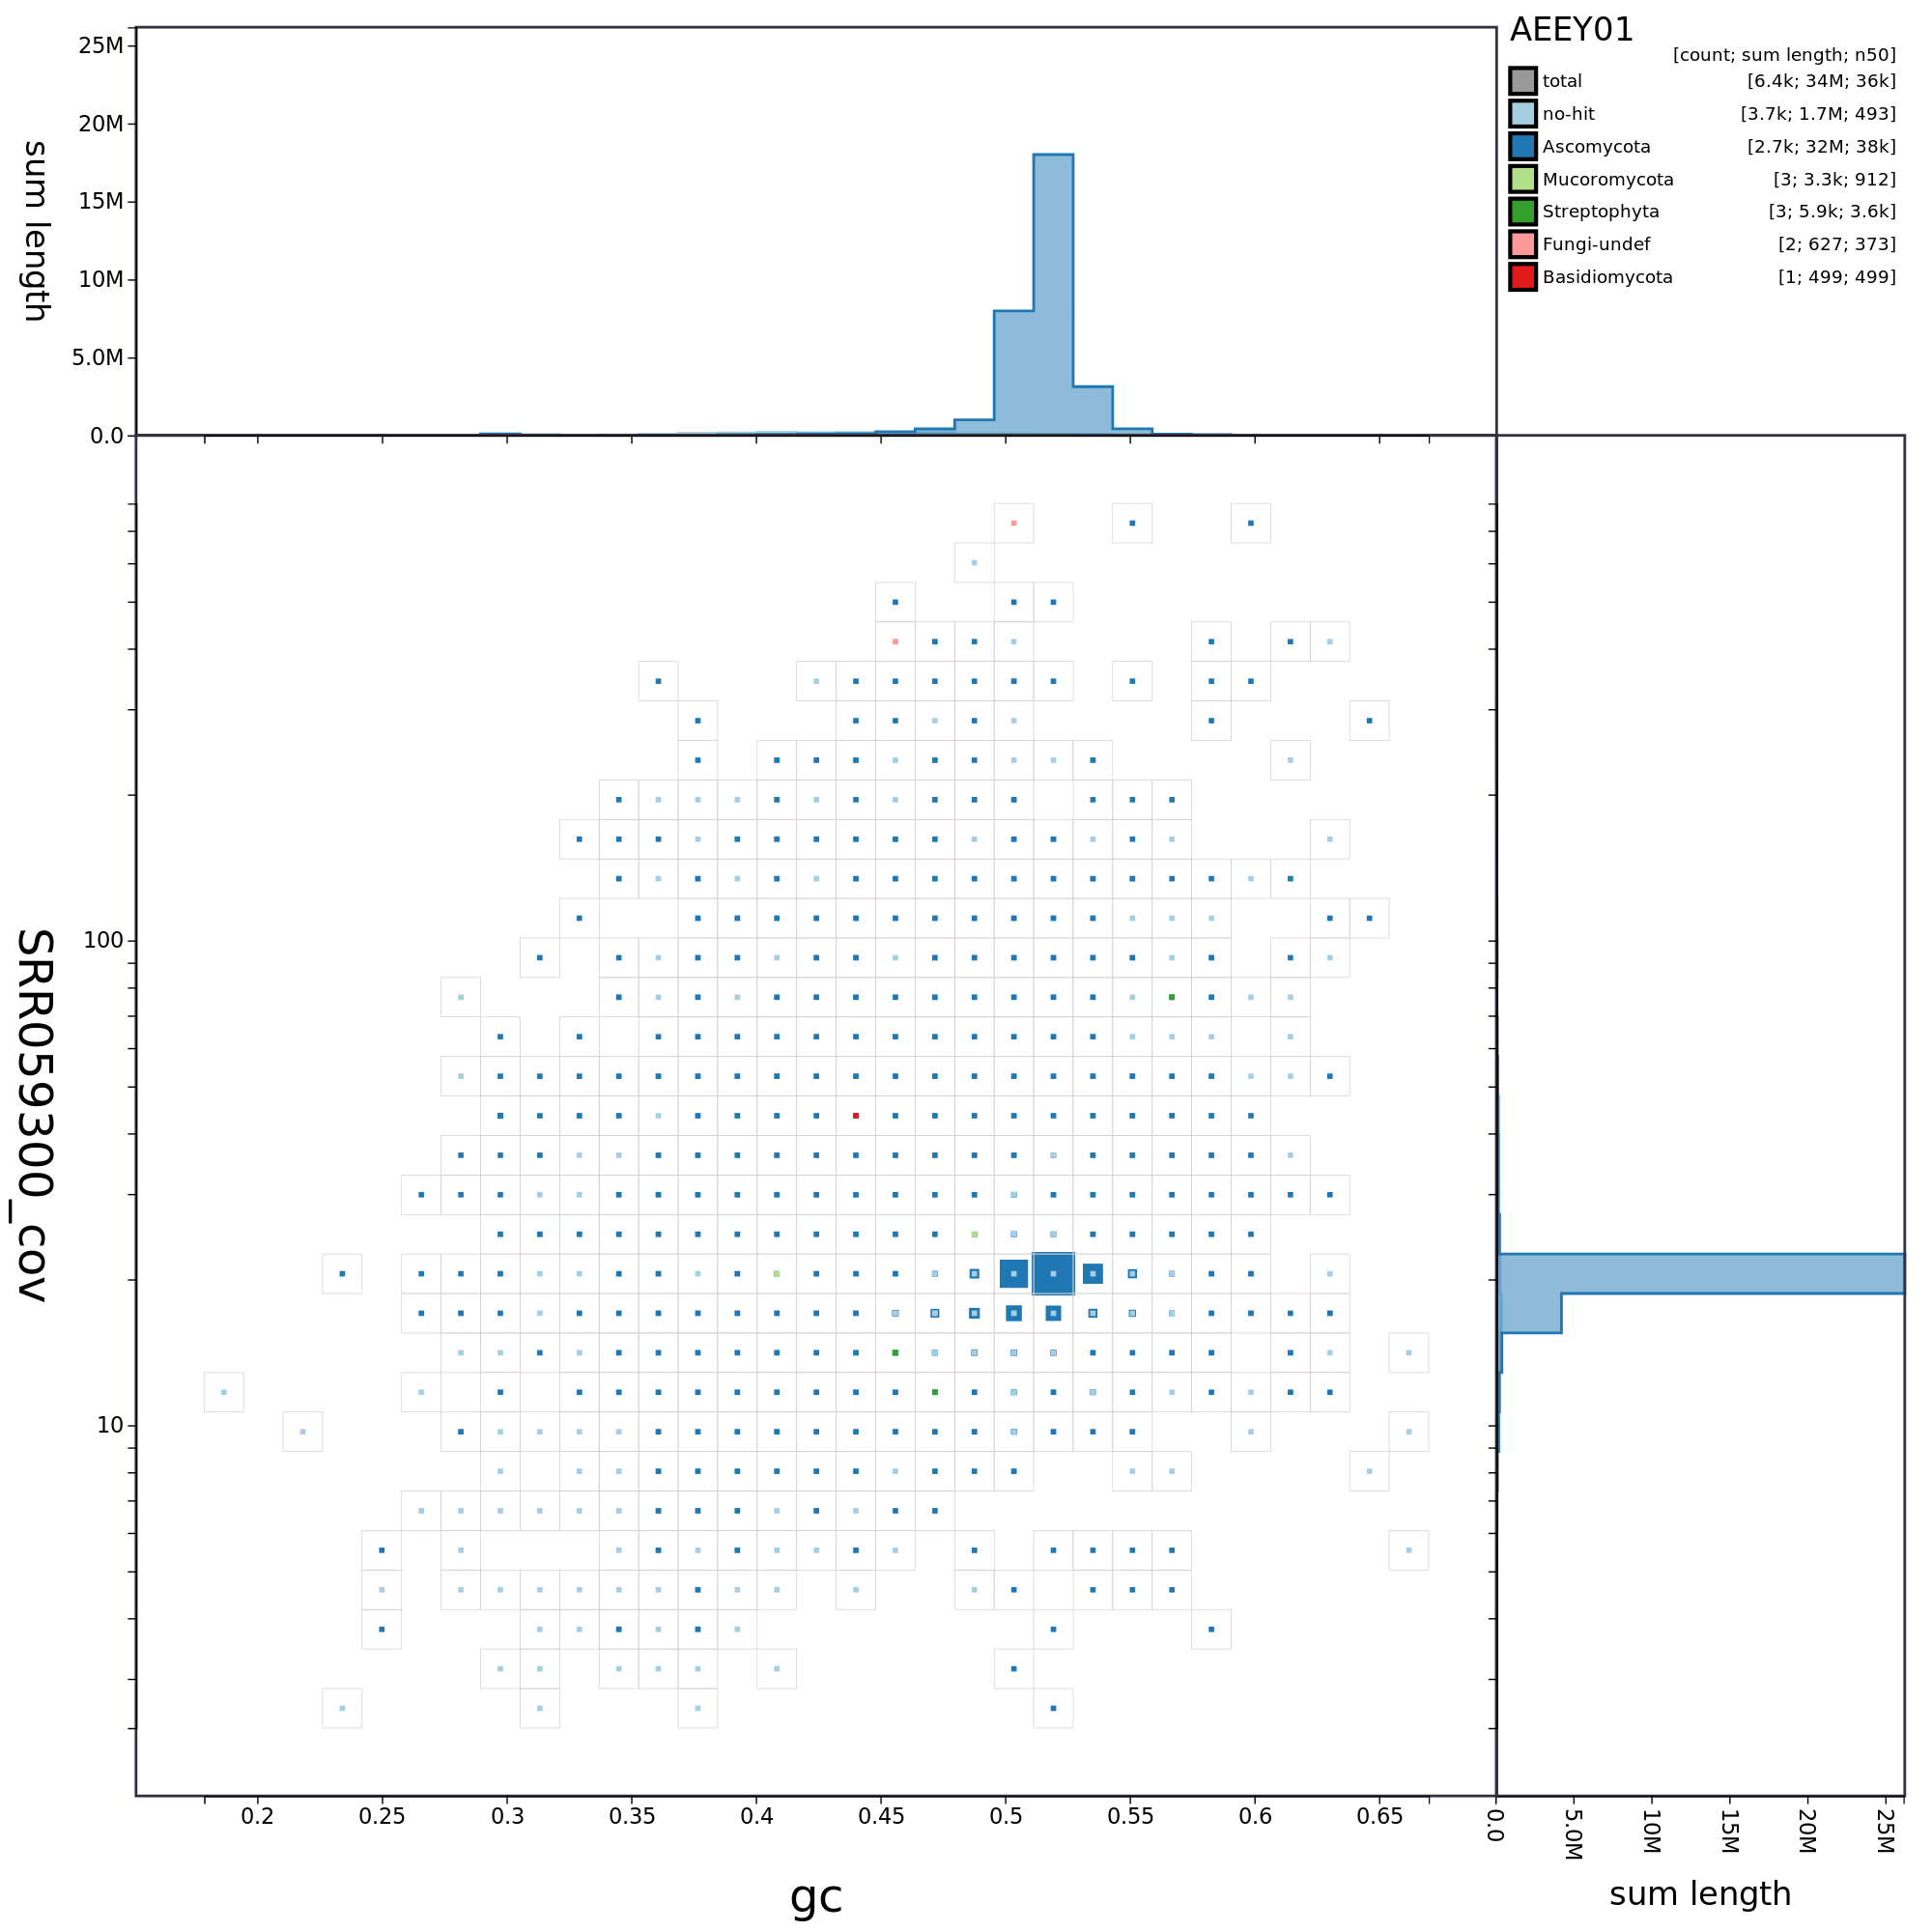 AEEY01
[count; sum length; n50]
total [6.4k; 34M; 36k]
no-hit [3.7k; 1.7M; 493]
Ascomycota [2.7k; 32M; 38k]
Mucoromycota [3; 3.3k; 912]
Streptophyta [3; 5.9k; 3.6k]
Fungi-undef [2; 627; 373]
Basidiomycota [1; 499; 499]
sum length
25M
20M
15M
10M
5.0M
0.0
SRR059300_cov
100
10
0.2 0.25 0.3 0.35 0.4 0.45 0.5 0.55 0.6 0.65
gc
0.0 5.0M 10M 15M 20M 25M
sum length